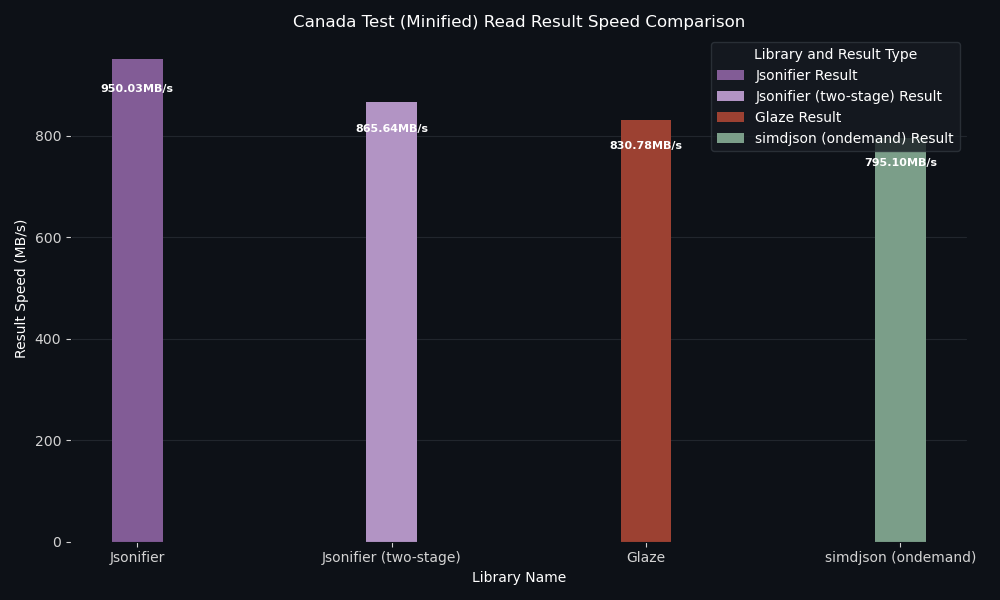 Canada Test (Minified) Read Result Speed Comparison
Library and Result Type
Jsonifier Result
Jsonifier (two-stage) Result
Glaze Result
simdjson (ondemand) Result
950.03MB/s
865.64MB/s
830.78MB/s
795.10MB/s
Result Speed (MB/s)
800
600
400
200
0
Jsonifier
Jsonifier (two-stage)
Glaze
simdjson (ondemand)
Library Name